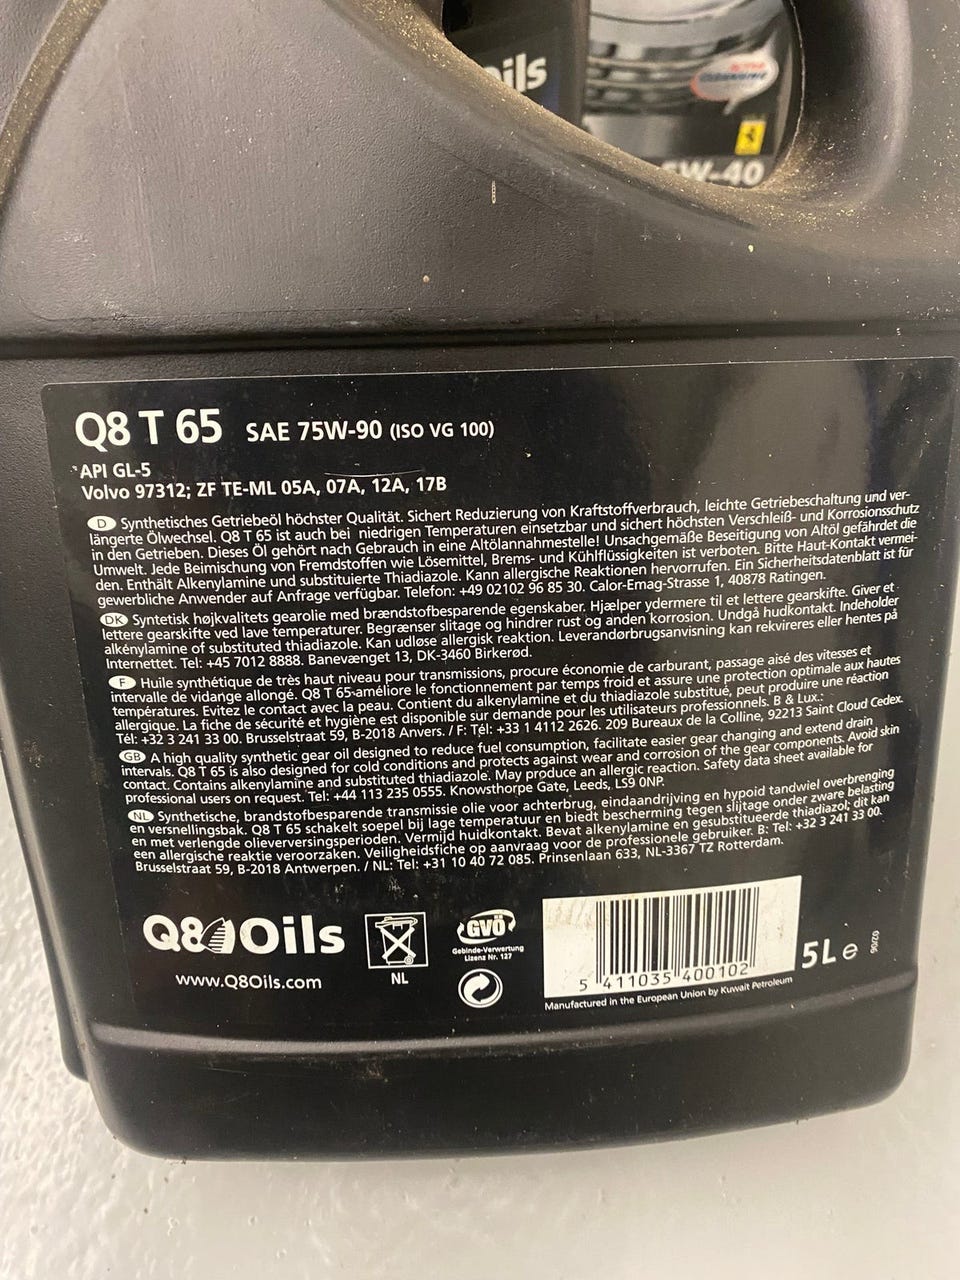 oils
5W-40
Q8 T 65 SAE 75W-90 (ISO VG 100)
API GL-5
Volvo 97312; ZF TE-ML 05A, 07A, 12A, 17B
D Synthetisches Getriebeöl höchster Qualität. Sichert Reduzierung von Kraftstoffverbrauch, leichte Getriebeschaltung und ver-
längerte Ölwechsel. Q8 T 65 ist auch bei niedrigen Temperaturen einsetzbar und sichert höchsten Verschleiß- und Korrosionsschutz
in den Getrieben. Dieses Öl gehört nach Gebrauch in eine Altölannahmestelle! Unsachgemäße Beseitigung von Altöl gefährdet die
Umwelt. Jede Beimischung von Fremdstoffen wie Lösemittel, Brems- und Kühlflüssigkeiten ist verboten. Bitte Haut-Kontakt vermei-
den. Enthält Alkenylamine und substituierte Thiadiazole. Kann allergische Reaktionen hervorrufen. Ein Sicherheitsdatenblatt ist für
gewerbliche Anwender auf Anfrage verfügbar. Telefon: +49 02102 96 85 30. Calor-Emag-Strasse 1, 40878 Ratingen.
DK Syntetisk højkvalitets gearolie med brændstofbesparende egenskaber. Hjælper ydermere til et lettere gearskifte. Giver et
lettere gearskifte ved lave temperaturer. Begrænser slitage og hindrer rust og anden korrosion. Undgå hudkontakt. Indeholder
alkénylamine of substituted thiadiazole. Kan udløse allergisk reaktion. Leverandørbrugsanvisning kan rekvireres eller hentes på
Internettet. Tel: +45 7012 8888. Banevænget 13, DK-3460 Birkerød.
F Huile synthétique de très haut niveau pour transmissions, procure économie de carburant, passage aisé des vitesses et
intervalle de vidange allongé. Q8 T 65 améliore le fonctionnement par temps froid et assure une protection optimale aux hautes
températures. Evitez le contact avec la peau. Contient du alkenylamine et du thiadiazole substitué, peut produire une réaction
allergique. La fiche de sécurité et hygiène est disponible sur demande pour les utilisateurs professionnels. B & Lux.:
Tél: +32 3 241 33 00. Brusselstraat 59, B-2018 Anvers. / F: Tél: +33 1 4112 2626. 209 Bureaux de la Colline, 92213 Saint Cloud Cedex.
GB A high quality synthetic gear oil designed to reduce fuel consumption, facilitate easier gear changing and extend drain
intervals. Q8 T 65 is also designed for cold conditions and protects against wear and corrosion of the gear components. Avoid skin
contact. Contains alkenylamine and substituted thiadiazole. May produce an allergic reaction. Safety data sheet available for
professional users on request. Tel: +44 113 235 0555. Knowsthorpe Gate, Leeds, LS9 0NP.
NL Synthetische, brandstofbesparende transmissie olie voor achterbrug, eindaandrijving en hypoid tandwiel overbrenging
en versnellingsbak. Q8 T 65 schakelt soepel bij lage temperatuur en biedt bescherming tegen slijtage onder zware belasting
en met verlengde olieverversingsperioden. Vermijd huidkontakt. Bevat alkenylamine en gesubstitueerde thiadiazol; dit kan
een allergische reaktie veroorzaken. Veiligheidsfiche op aanvraag voor de professionele gebruiker. B: Tel: +32 3 241 33 00.
Brusselstraat 59, B-2018 Antwerpen. / NL: Tel: +31 10 40 72 085. Prinsenlaan 633, NL-3367 TZ Rotterdam.
Q8 Oils
www.Q8Oils.com
NL
GVÖ
Gebinde-Verwertung
Lizenz Nr. 127
5 411035 400102
Manufactured in the European Union by Kuwait Petroleum
5L e
02/06